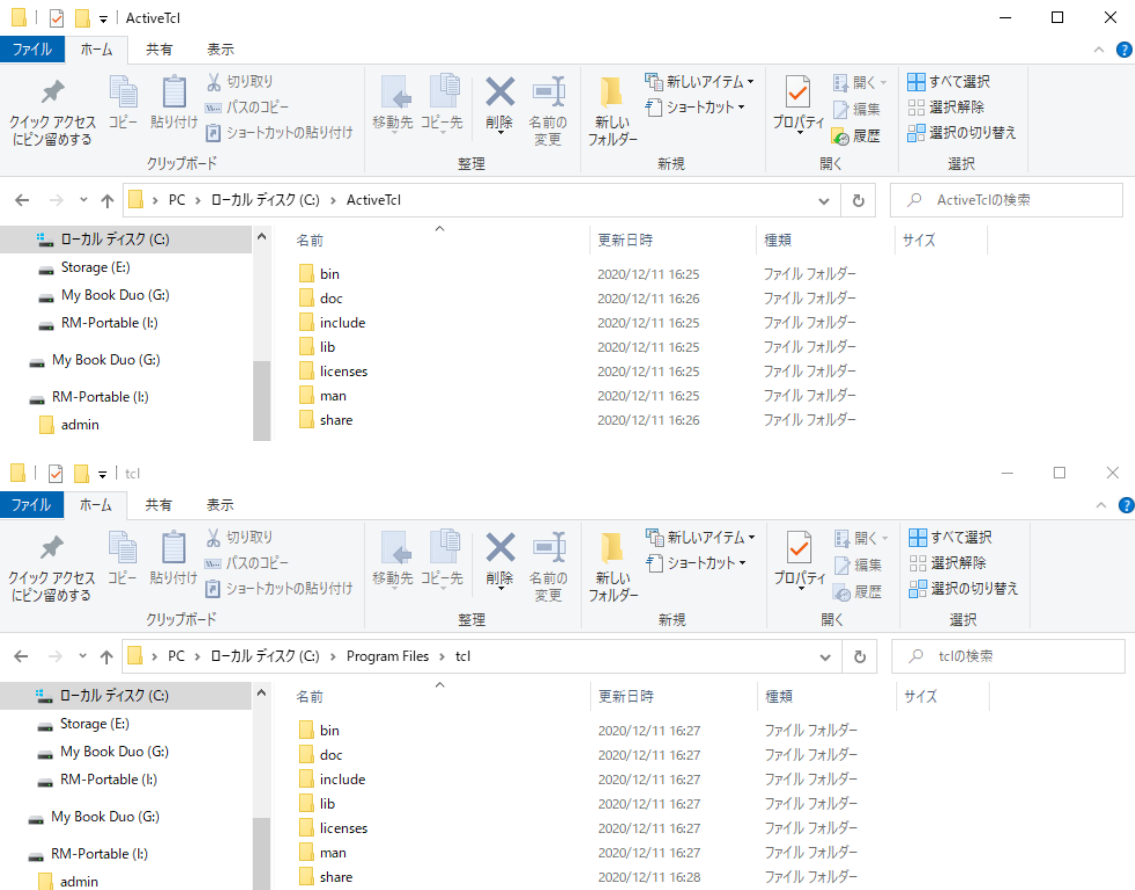 ActiveTcl
ファイル ホーム 共有 表示
クイック アクセス
にピン留めする
コピー
貼り付け
切り取り
パスのコピー
ショートカットの貼り付け
クリップボード
移動先
コピー先
削除
名前の
変更
整理
新しい
フォルダー
新しいアイテム
ショートカット
新規
プロパティ
開く
編集
履歴
開く
すべて選択
選択解除
選択の切り替え
選択
PC › ローカル ディスク (C:) › ActiveTcl
ActiveTclの検索
ローカル ディスク (C:)
Storage (E:)
My Book Duo (G:)
RM-Portable (I:)
My Book Duo (G:)
RM-Portable (I:)
admin
名前 更新日時 種類 サイズ
bin 2020/12/11 16:25 ファイル フォルダー
doc 2020/12/11 16:26 ファイル フォルダー
include 2020/12/11 16:25 ファイル フォルダー
lib 2020/12/11 16:25 ファイル フォルダー
licenses 2020/12/11 16:25 ファイル フォルダー
man 2020/12/11 16:25 ファイル フォルダー
share 2020/12/11 16:26 ファイル フォルダー
tcl
ファイル ホーム 共有 表示
クイック アクセス
にピン留めする
コピー
貼り付け
切り取り
パスのコピー
ショートカットの貼り付け
クリップボード
移動先
コピー先
削除
名前の
変更
整理
新しい
フォルダー
新しいアイテム
ショートカット
新規
プロパティ
開く
編集
履歴
開く
すべて選択
選択解除
選択の切り替え
選択
PC › ローカル ディスク (C:) › Program Files › tcl
tclの検索
ローカル ディスク (C:)
Storage (E:)
My Book Duo (G:)
RM-Portable (I:)
My Book Duo (G:)
RM-Portable (I:)
admin
名前 更新日時 種類 サイズ
bin 2020/12/11 16:27 ファイル フォルダー
doc 2020/12/11 16:27 ファイル フォルダー
include 2020/12/11 16:27 ファイル フォルダー
lib 2020/12/11 16:27 ファイル フォルダー
licenses 2020/12/11 16:27 ファイル フォルダー
man 2020/12/11 16:27 ファイル フォルダー
share 2020/12/11 16:28 ファイル フォルダー